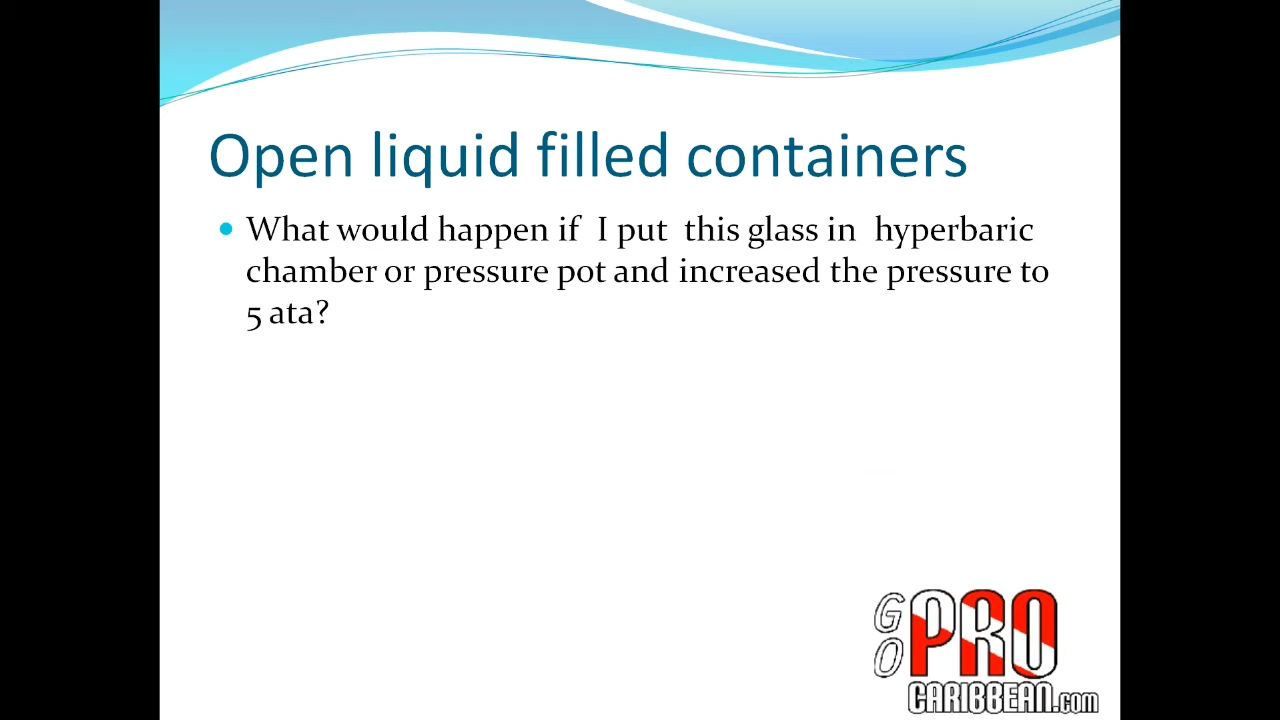 Open liquid filled containers
What would happen if I put this glass in hyperbaric
chamber or pressure pot and increased the pressure to
5 ata?
GO PRO
CARIBBEAN.com